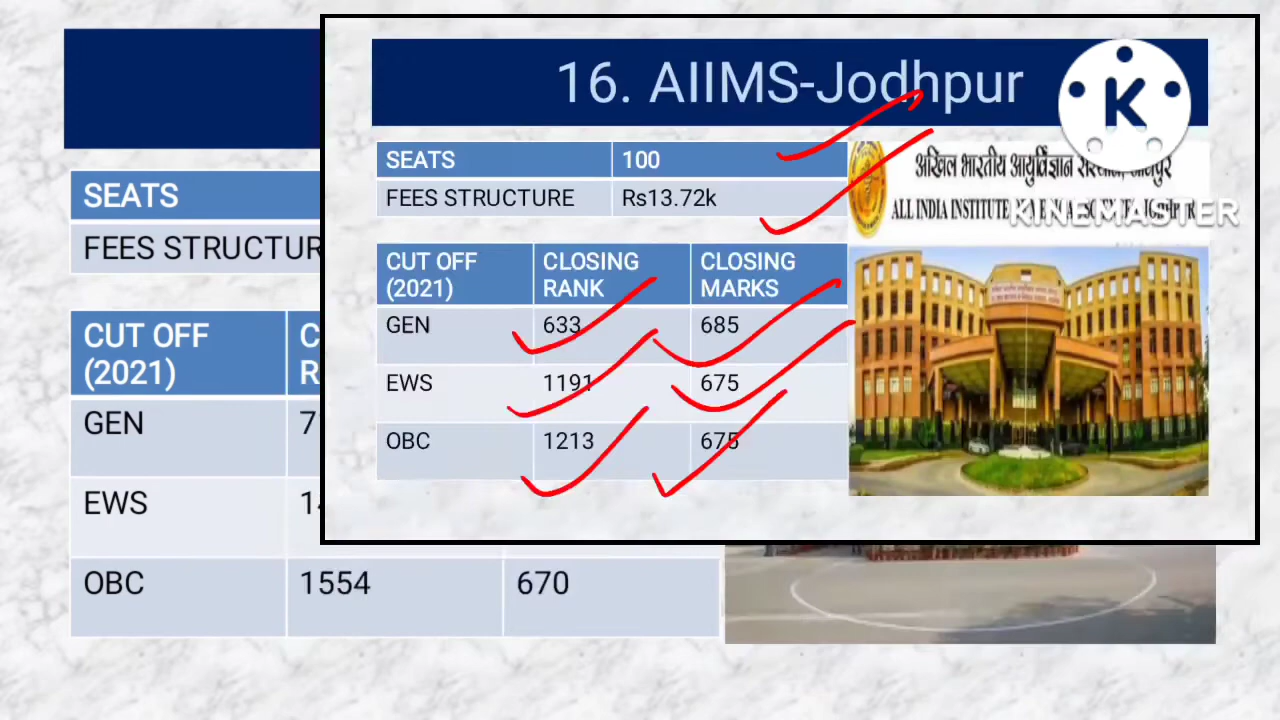 16. AIIMS-Jodhpur
K
SEATS 100
FEES STRUCTURE Rs13.72k
अखिल भारतीय आयुर्विज्ञान संस्थान,
ALL INDIA INSTITUTE
KINEMASTER
CUT OFF (2021) CLOSING RANK CLOSING MARKS
GEN 633 685
EWS 1191 675
OBC 1213 675
SEATS
FEES STRUCTUR
CUT OFF
(2021)
GEN 7
EWS 1
OBC 1554 670